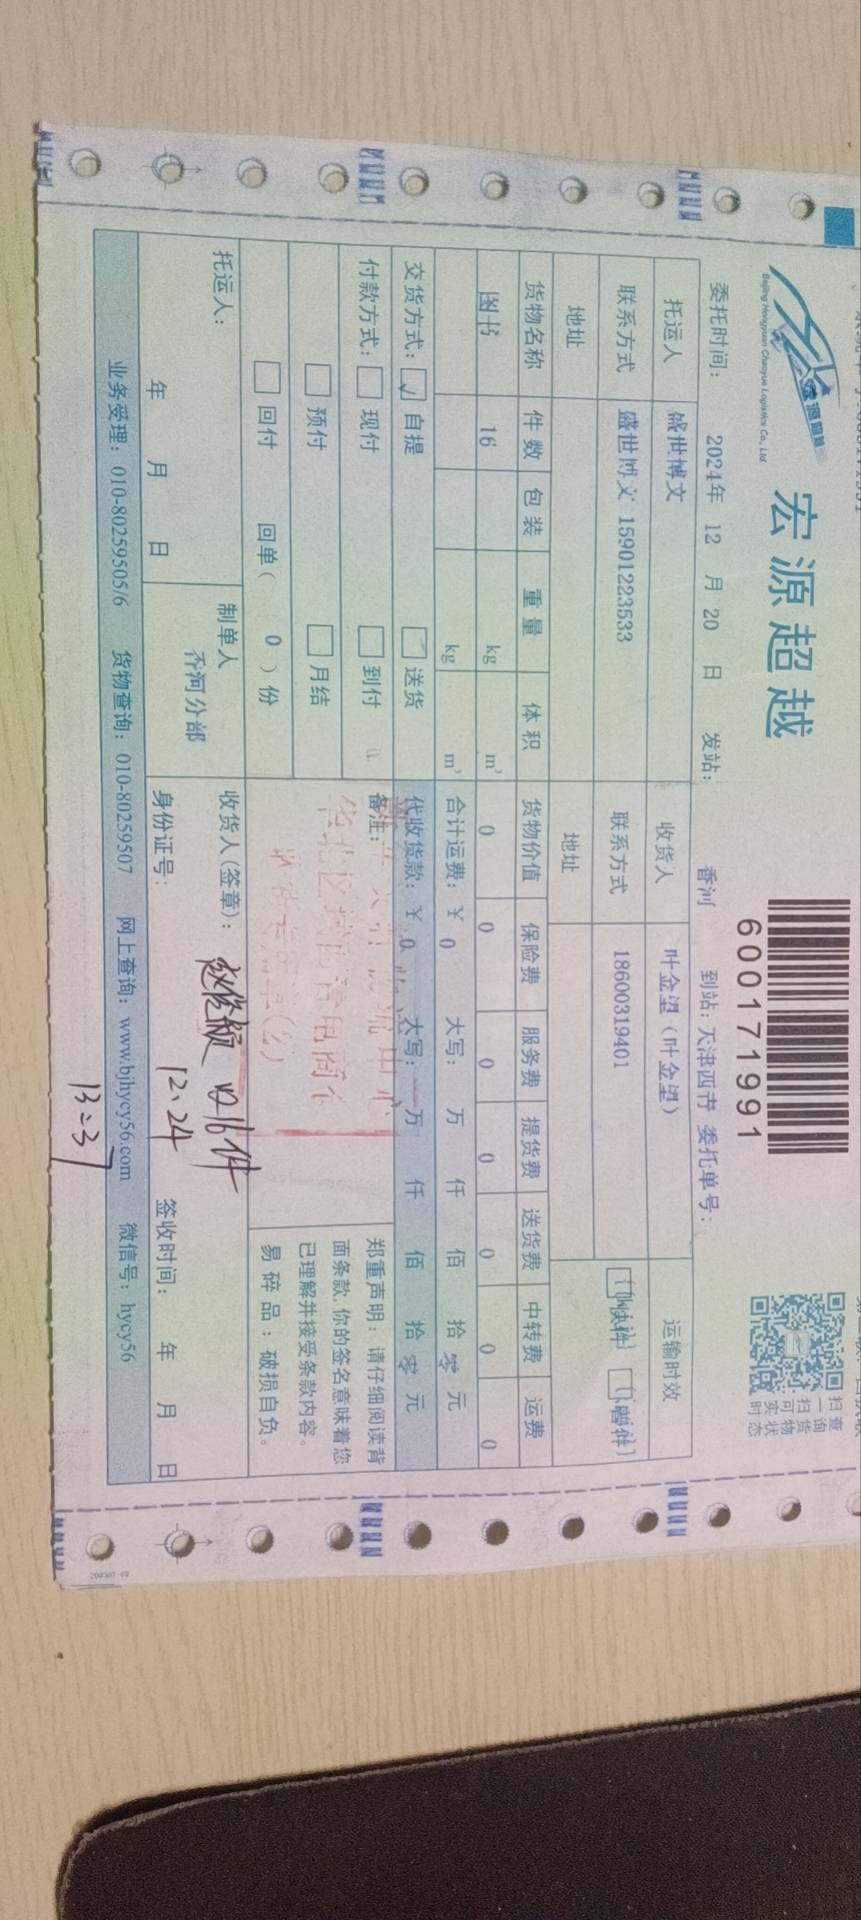 宏源超越
Beijing Hongyuan Chaoyue Logistics Co., Ltd.
600171991
扫一扫可实时
查询货物状态
委托时间: 2024年 12 月 20 日 发站: 香河 到站: 天津西青 委托单号:
托运人 盛世博文 收货人 叶金望（叶金望） 运输时效
联系方式 盛世博文 15901223533 联系方式 18600319401
地址 地址
货物名称 件数 包装 重量 体积 货物价值 保险费 服务费 提货费 送货费 中转费 运费
图书 16 kg m³ 0 0 0 0 0 0 0
kg m³ 合计运费: ￥ 0 大写: 万 仟 佰 拾 零 元
交货方式: 自提 送货 代收货款: ￥ 0 大写: 万 仟 佰 拾 零 元
付款方式: 现付 到付 备注:
预付 月结
回付 回单( 0 )份
郑重声明：请仔细阅读背
面条款,你的签名意味着您
已理解并接受条款内容。
易碎品：破损自负。
托运人: 制单人 收货人(签章): 16件
香河分部
年 月 日 身份证号: 12.24 签收时间: 年 月 日
业务受理: 010-80259505/6 货物查询: 010-80259507 网上查询: www.bjhycy56.com 微信号: hycy56